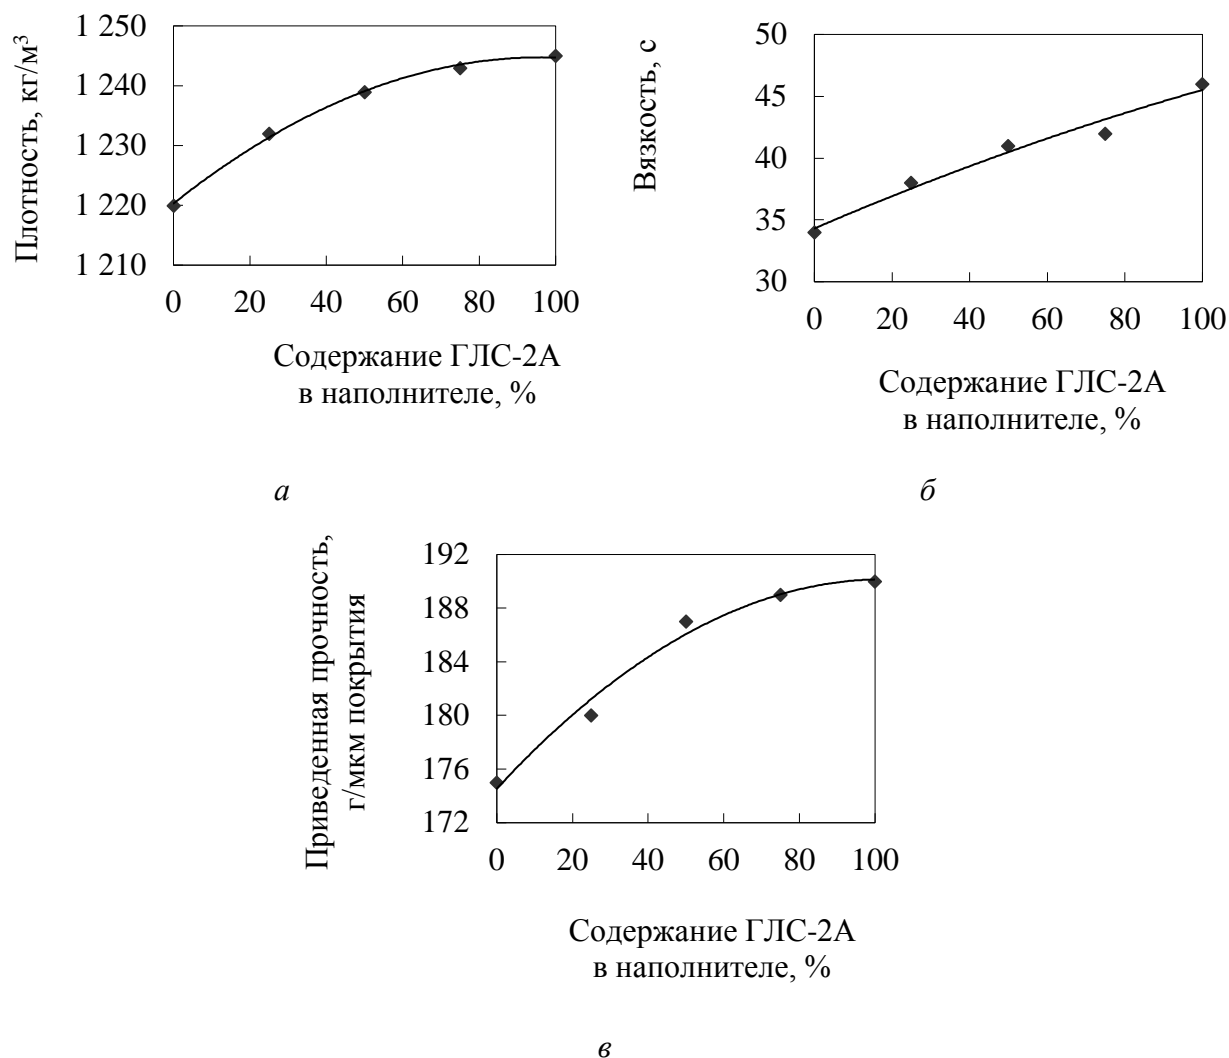 Плотность, кг/м³
1 250
1 240
1 230
1 220
1 210
0 20 40 60 80 100
Содержание ГЛС-2А
в наполнителе, %
а
Вязкость, с
50
45
40
35
30
0 20 40 60 80 100
Содержание ГЛС-2А
в наполнителе, %
б
Приведенная прочность,
г/мкм покрытия
192
188
184
180
176
172
0 20 40 60 80 100
Содержание ГЛС-2А
в наполнителе, %
в